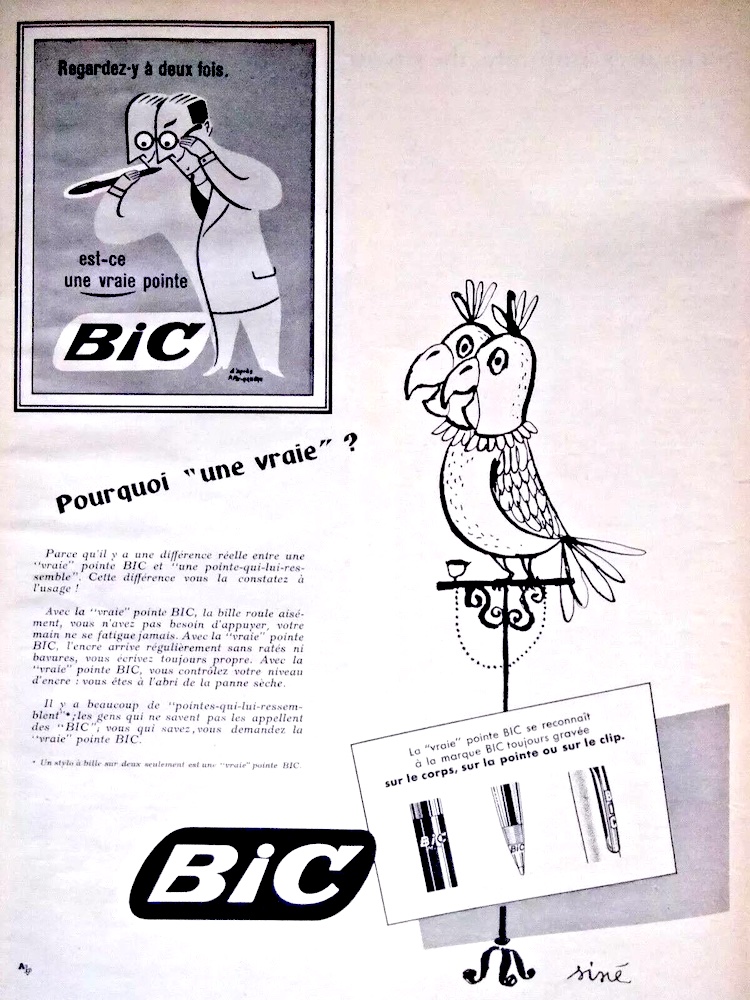 Regardez-y à deux fois.
est-ce
une vraie pointe
BiC
d'après
Pourquoi "une vraie" ?
Parce qu'il y a une différence réelle entre une
"vraie" pointe BIC et "une pointe-qui-lui-res-
semble". Cette différence vous la constatez à
l'usage !
Avec la "vraie" pointe BIC, la bille roule aisé-
ment, vous n'avez pas besoin d'appuyer, votre
main ne se fatigue jamais. Avec la "vraie" pointe
BIC, l'encre arrive régulièrement sans ratés ni
bavures, vous écrivez toujours propre. Avec la
"vraie" pointe BIC, vous contrôlez votre niveau
d'encre : vous êtes à l'abri de la panne sèche.
Il y a beaucoup de "pointes-qui-lui-ressem-
blent"*; les gens qui ne savent pas les appellent
des "BIC"; vous qui savez, vous demandez la
"vraie" pointe BIC.
* Un stylo à bille sur deux seulement est une "vraie" pointe BIC.
La "vraie" pointe BIC se reconnaît
à la marque BIC toujours gravée
sur le corps, sur la pointe ou sur le clip.
BiC
BIC
BIC
BiC
siné